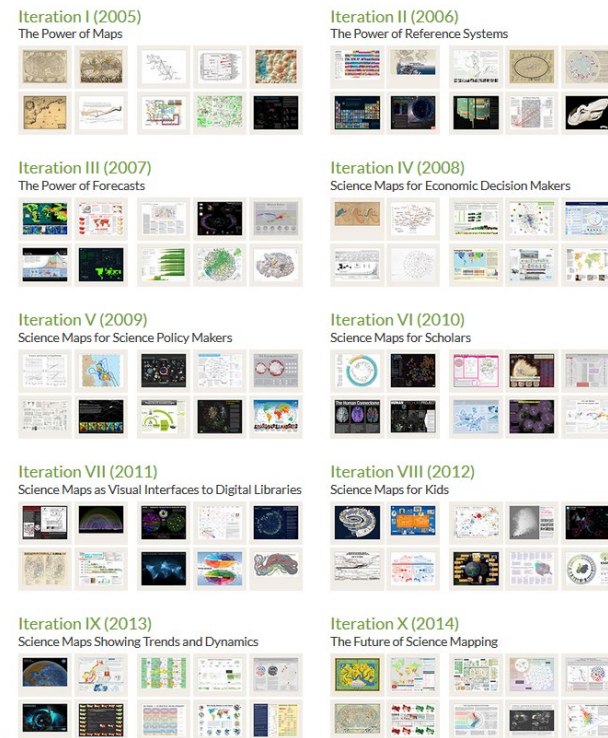 Iteration I (2005)
The Power of Maps
Iteration II (2006)
The Power of Reference Systems
Iteration III (2007)
The Power of Forecasts
Iteration IV (2008)
Science Maps for Economic Decision Makers
Iteration V (2009)
Science Maps for Science Policy Makers
Iteration VI (2010)
Science Maps for Scholars
The Human Connectome
Iteration VII (2011)
Science Maps as Visual Interfaces to Digital Libraries
Iteration VIII (2012)
Science Maps for Kids
Iteration IX (2013)
Science Maps Showing Trends and Dynamics
Iteration X (2014)
The Future of Science Mapping